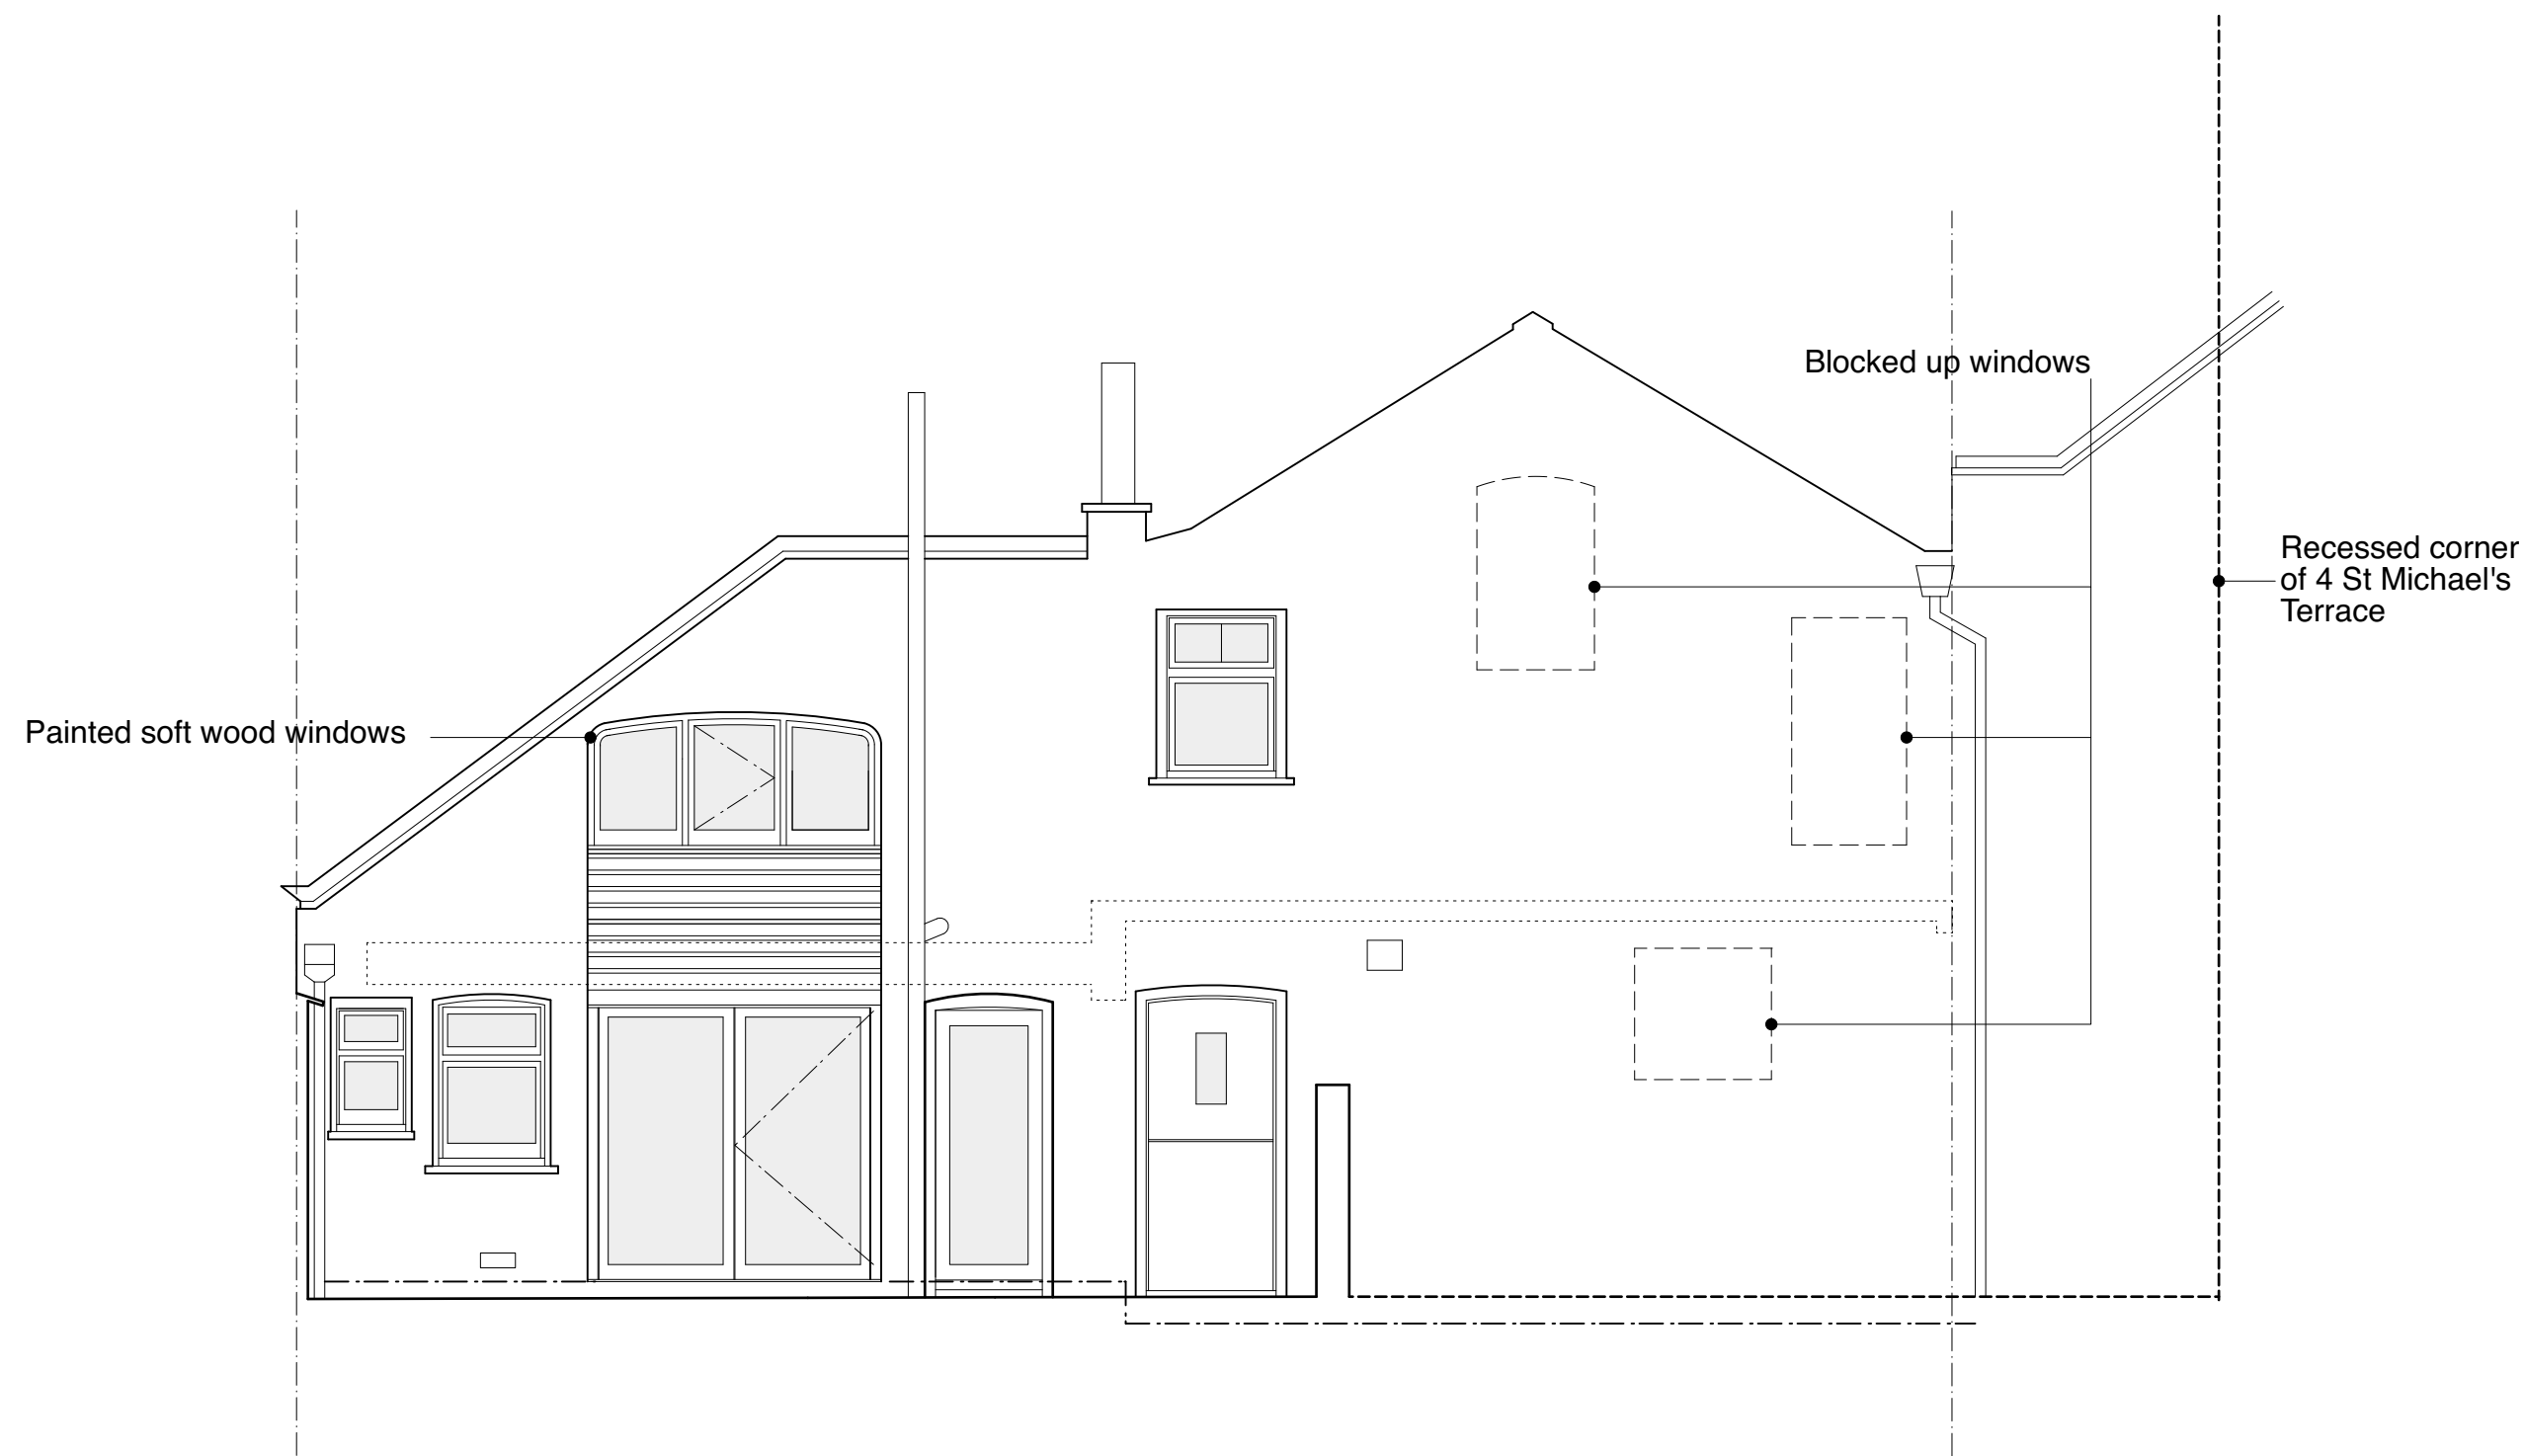 Blocked up windows
Recessed corner
of 4 St Michael's
Terrace
Painted soft wood windows